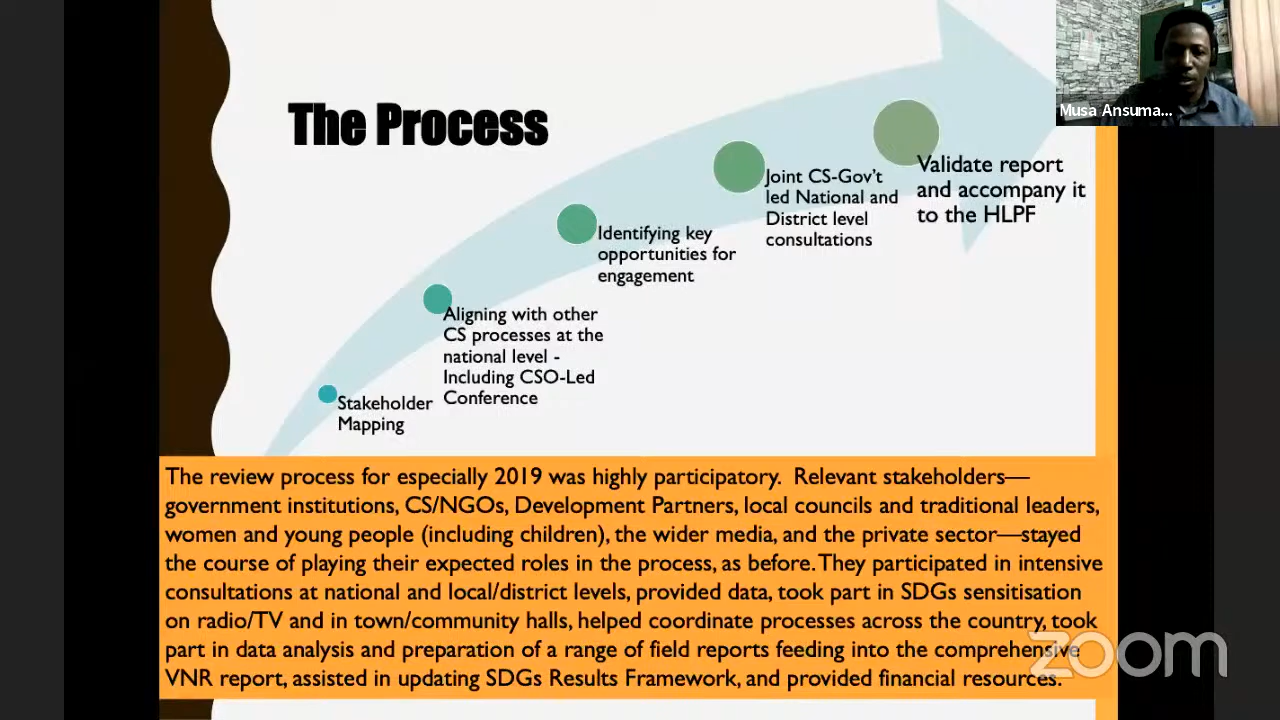 The Process
Musa Ansuma...
Stakeholder
Mapping
Aligning with other
CS processes at the
national level -
Including CSO-Led
Conference
Identifying key
opportunities for
engagement
Joint CS-Gov't
led National and
District level
consultations
Validate report
and accompany it
to the HLPF
The review process for especially 2019 was highly participatory. Relevant stakeholders—
government institutions, CS/NGOs, Development Partners, local councils and traditional leaders,
women and young people (including children), the wider media, and the private sector—stayed
the course of playing their expected roles in the process, as before. They participated in intensive
consultations at national and local/district levels, provided data, took part in SDGs sensitisation
on radio/TV and in town/community halls, helped coordinate processes across the country, took
part in data analysis and preparation of a range of field reports feeding into the comprehensive
VNR report, assisted in updating SDGs Results Framework, and provided financial resources.
zoom